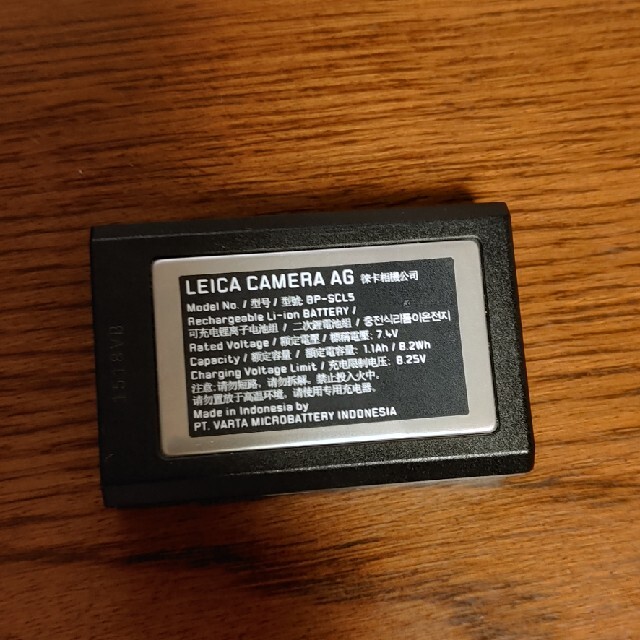 LEICA CAMERA AG 徠卡相機公司
Model No. / 型号 / 型號: BP-SCL5
Rechargeable Li-ion BATTERY /
可充电锂离子电池组 / 二次鋰電池組 / 충전식리튬이온전지
Rated Voltage / 额定电压 / 額定電壓: 7.4V
Capacity / 额定容量 / 額定電容量: 1.1Ah / 8.2Wh
Charging Voltage Limit / 充电限制电压: 8.25V
注意: 请勿短路、请勿拆解、禁止投入火中、
请勿置放于高温环境、请使用专用充电器.
Made in Indonesia by
PT. VARTA MICROBATTERY INDONESIA